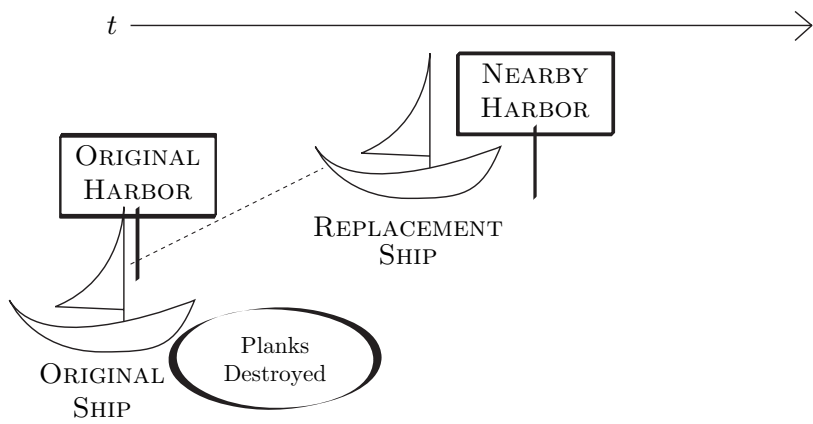 t
NEARBY
HARBOR
ORIGINAL
HARBOR
REPLACEMENT
SHIP
Planks
Destroyed
ORIGINAL
SHIP